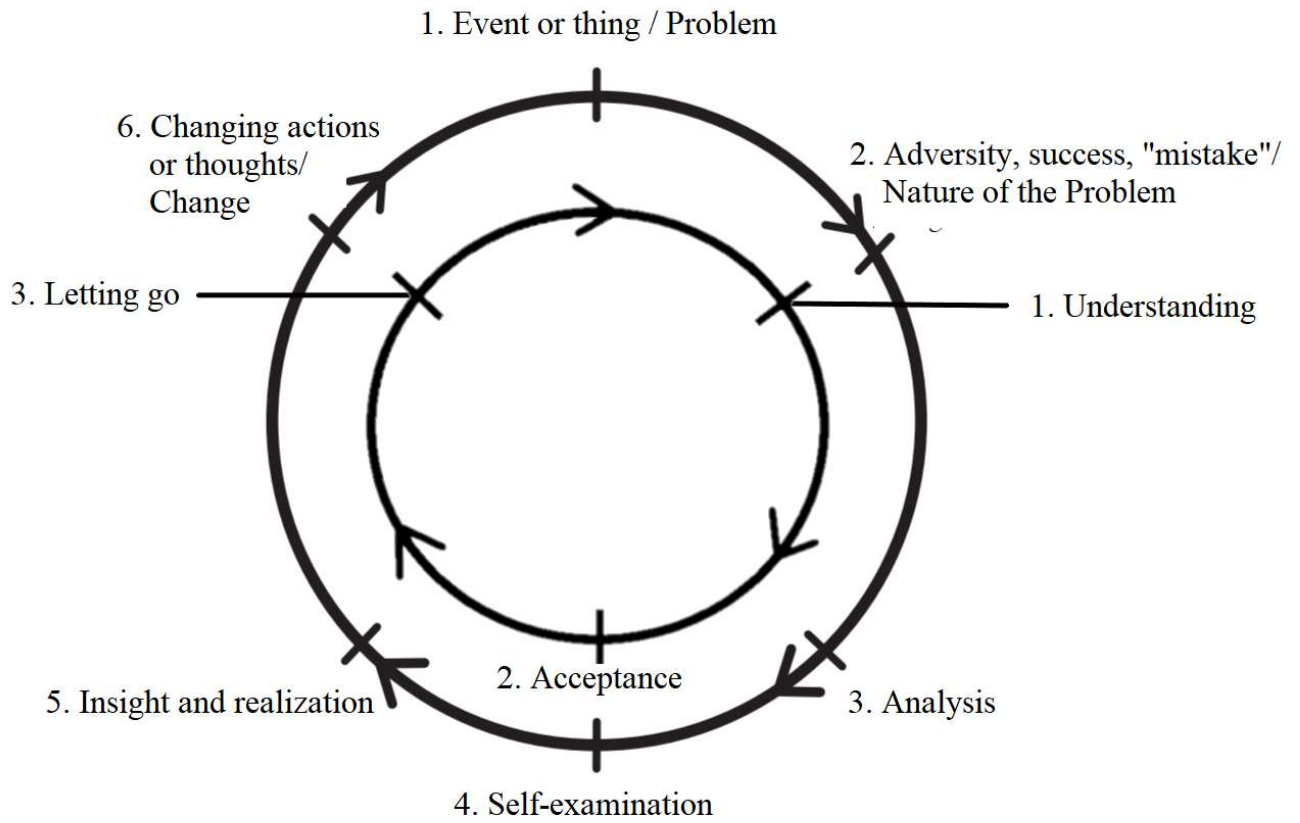 1. Event or thing / Problem
6. Changing actions
or thoughts/
Change
2. Adversity, success, "mistake"/
Nature of the Problem
3. Letting go
1. Understanding
2. Acceptance
5. Insight and realization
3. Analysis
4. Self-examination